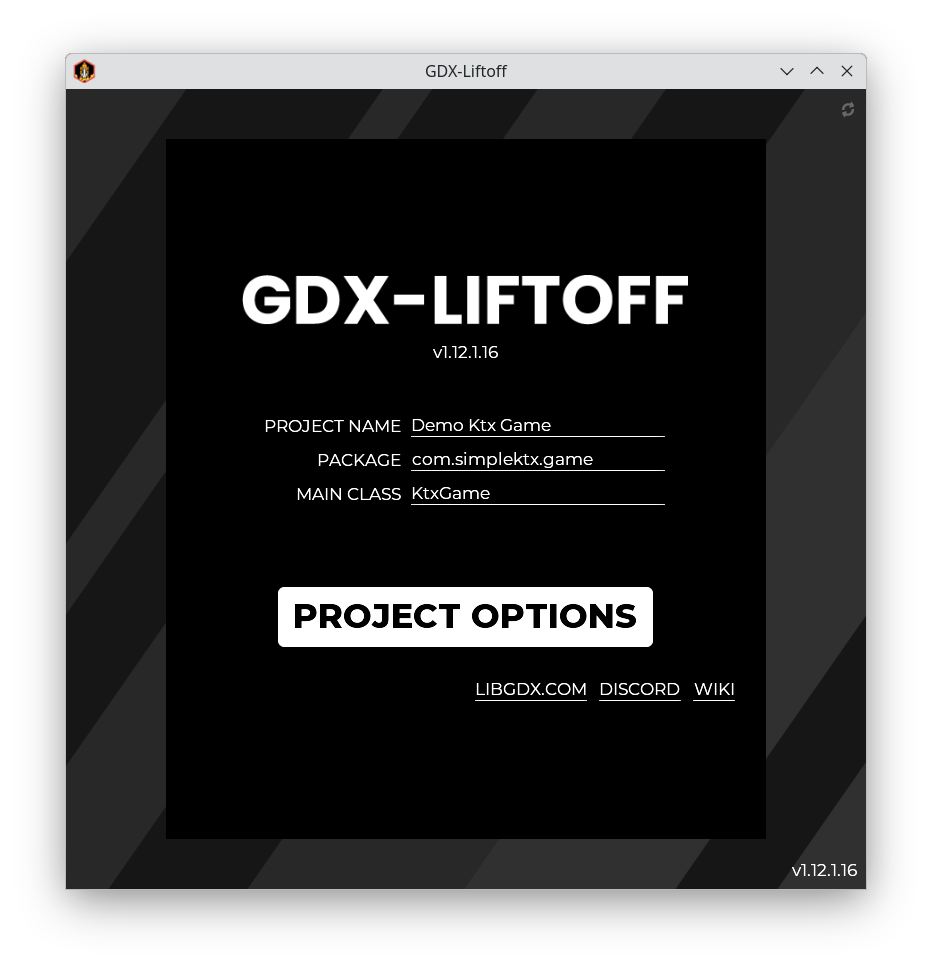 GDX-Liftoff
GDX-LIFTOFF
v1.12.1.16
PROJECT NAME Demo Ktx Game
PACKAGE com.simplektx.game
MAIN CLASS KtxGame
PROJECT OPTIONS
LIBGDX.COM DISCORD WIKI
v1.12.1.16